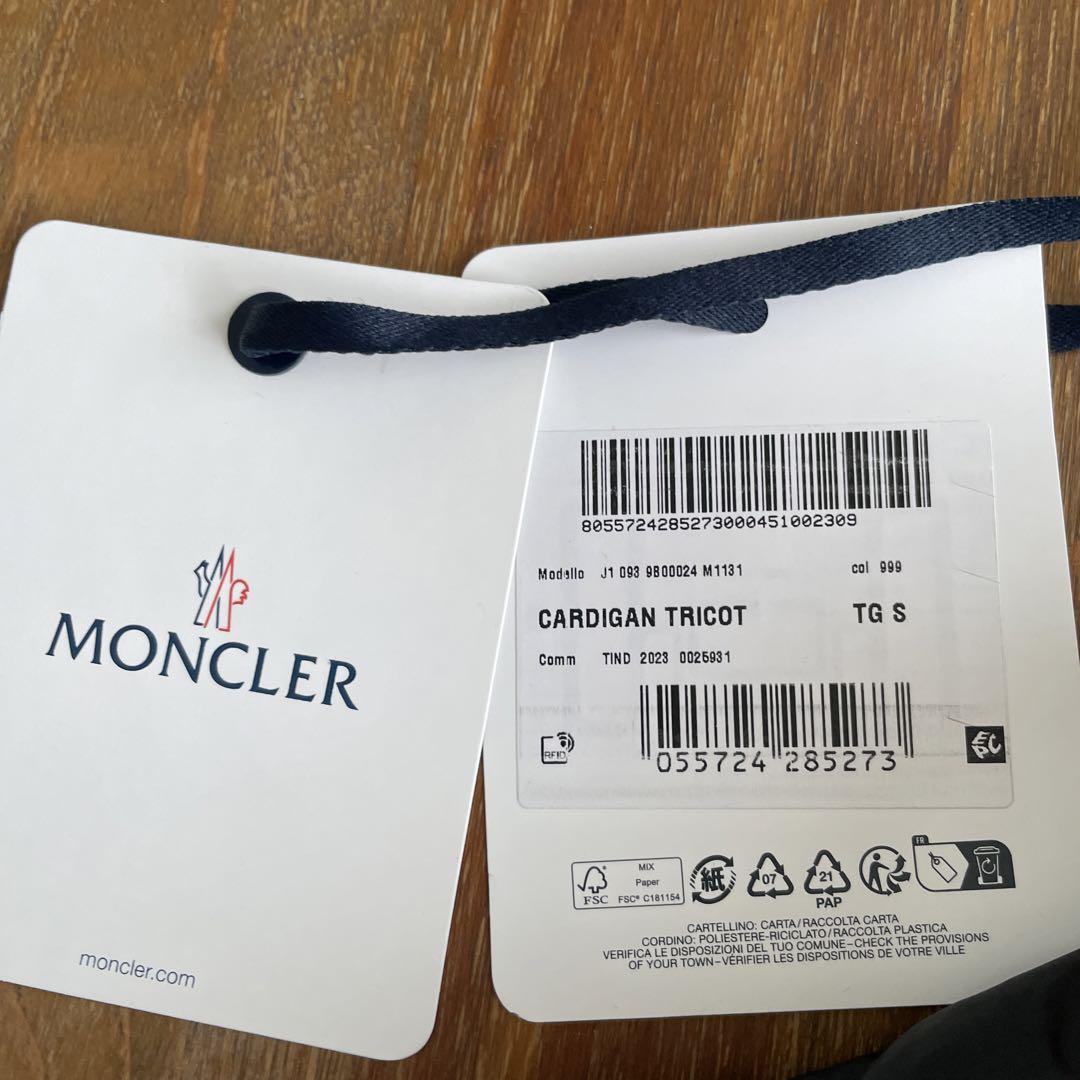 MONCLER
moncler.com
8055724285273000451002309
Modello J1 093 9B00024 M1131 col 999
CARDIGAN TRICOT TG S
Comm TIND 2023 0025931
RFID
055724 285273
EPC
FSC
MIX
Paper
FSC® C181154
紙
07
21
PAP
FR
CARTELLINO: CARTA/RACCOLTA CARTA
CORDINO: POLIESTERE-RICICLATO/RACCOLTA PLASTICA
VERIFICA LE DISPOSIZIONI DEL TUO COMUNE-CHECK THE PROVISIONS
OF YOUR TOWN-VÉRIFIER LES DISPOSITIONS DE VOTRE VILLE